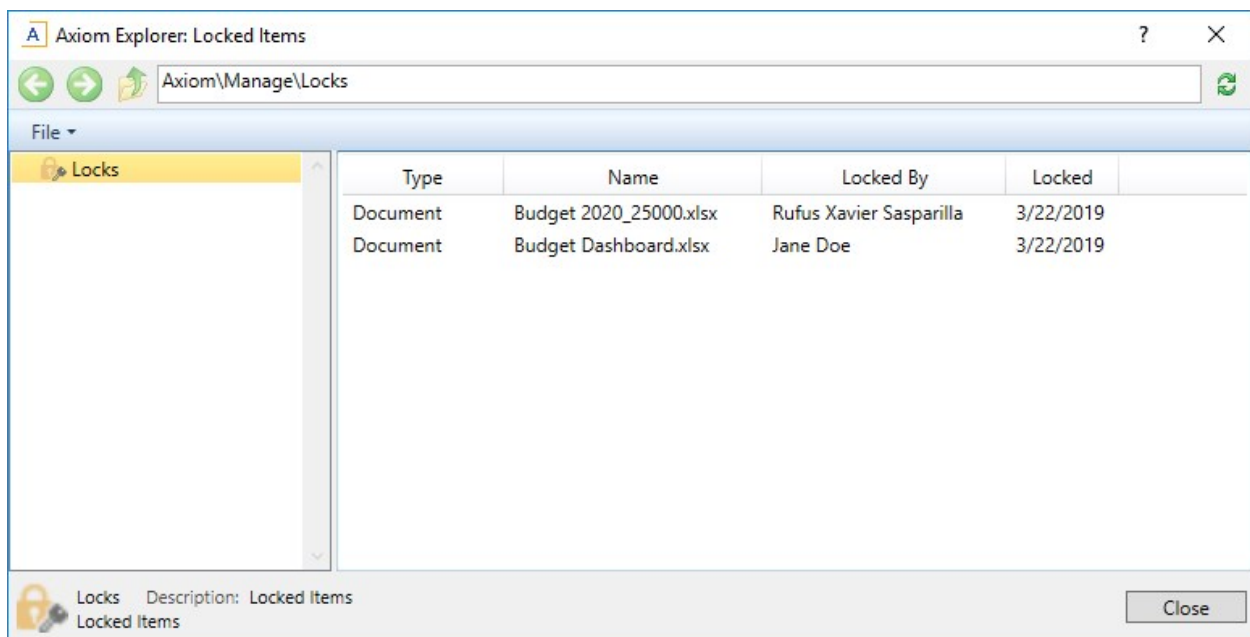 A Axiom Explorer: Locked Items ?
Axiom\Manage\Locks
File
Locks
Type Name Locked By Locked
Document Budget 2020_25000.xlsx Rufus Xavier Sasparilla 3/22/2019
Document Budget Dashboard.xlsx Jane Doe 3/22/2019
Locks Description: Locked Items
Locked Items
Close